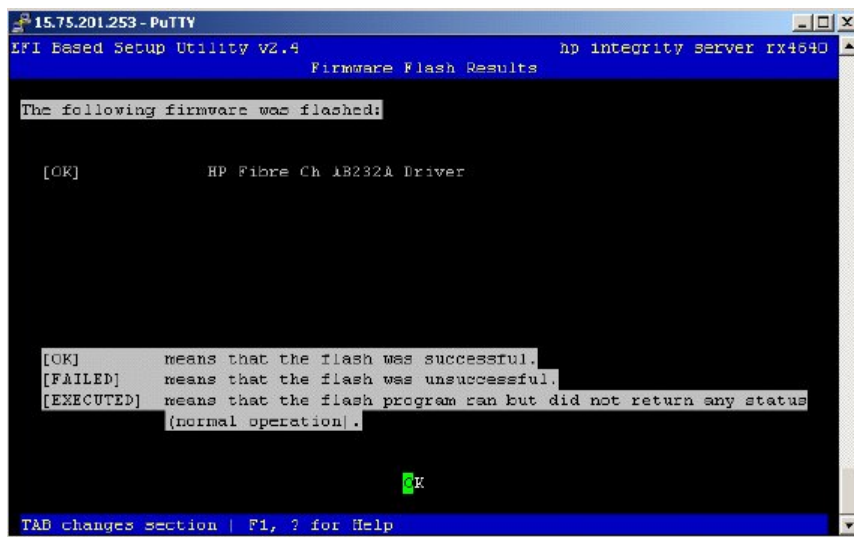 15.75.201.253 - PuTTY
EFI Based Setup Utility v2.4 hp integrity server rx4640
Firmware Flash Results
The following firmware was flashed:
[OK] HP Fibre Ch AB232A Driver
[OK] means that the flash was successful.
[FAILED] means that the flash was unsuccessful.
[EXECUTED] means that the flash program ran but did not return any status
(normal operation).
OK
TAB changes section | F1, ? for Help